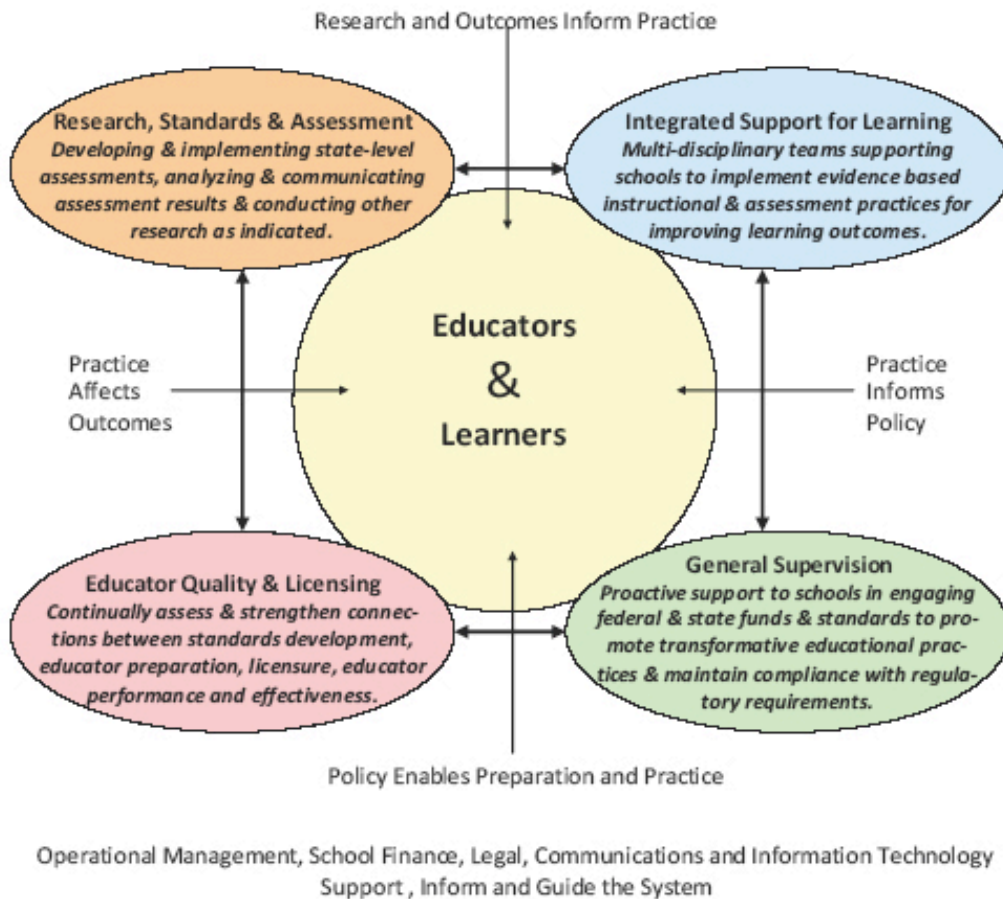 Research and Outcomes Inform Practice
Research, Standards & Assessment
Developing & implementing state-level
assessments, analyzing & communicating
assessment results & conducting other
research as indicated.
Integrated Support for Learning
Multi-disciplinary teams supporting
schools to implement evidence based
instructional & assessment practices for
improving learning outcomes.
Practice
Affects
Outcomes
Educators
&
Learners
Practice
Informs
Policy
Educator Quality & Licensing
Continually assess & strengthen connec-
tions between standards development,
educator preparation, licensure, educator
performance and effectiveness.
General Supervision
Proactive support to schools in engaging
federal & state funds & standards to pro-
mote transformative educational prac-
tices & maintain compliance with regula-
tory requirements.
Policy Enables Preparation and Practice
Operational Management, School Finance, Legal, Communications and Information Technology
Support , Inform and Guide the System